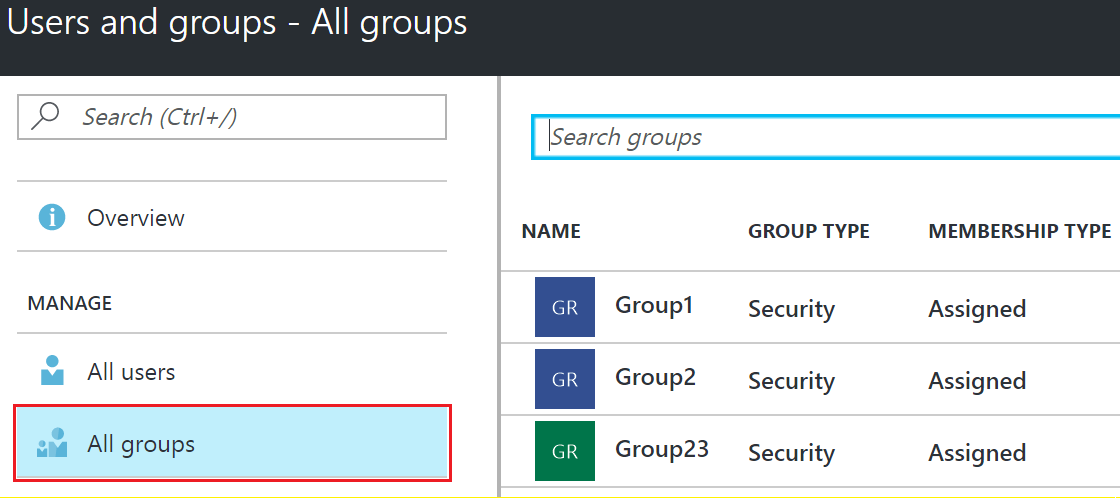 Users and groups - All groups
Search (Ctrl+/)
Overview
MANAGE
All users
All groups
Search groups
NAME GROUP TYPE MEMBERSHIP TYPE
GR Group1 Security Assigned
GR Group2 Security Assigned
GR Group23 Security Assigned